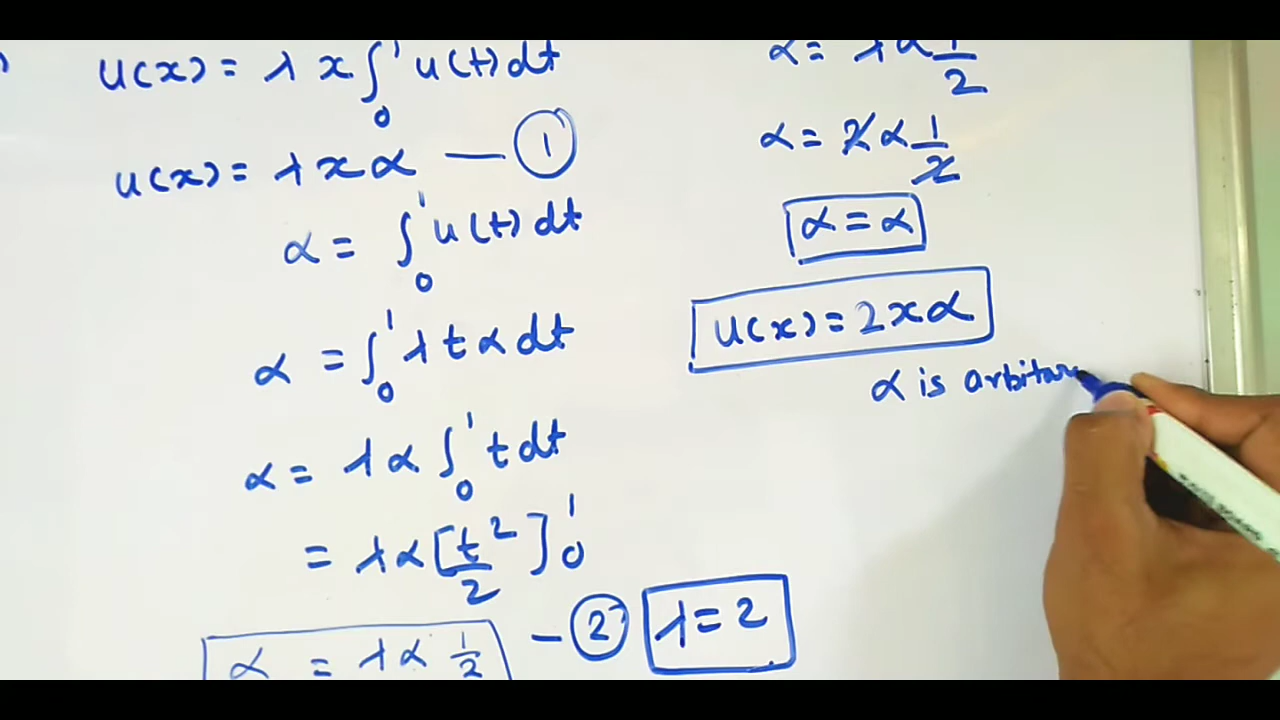 u(x) = λ x ∫₀¹ u(t) dt
u(x) = λ x α — ①
α = ∫₀¹ u(t) dt
α = ∫₀¹ λ t α dt
α = λ α ∫₀¹ t dt
= λ α [t²/2]₀¹
α = λ α 1/2 — ② λ = 2
α = λ α 1/2
α = 2 α 1/2
α = α
u(x) = 2 x α
α is arbitar